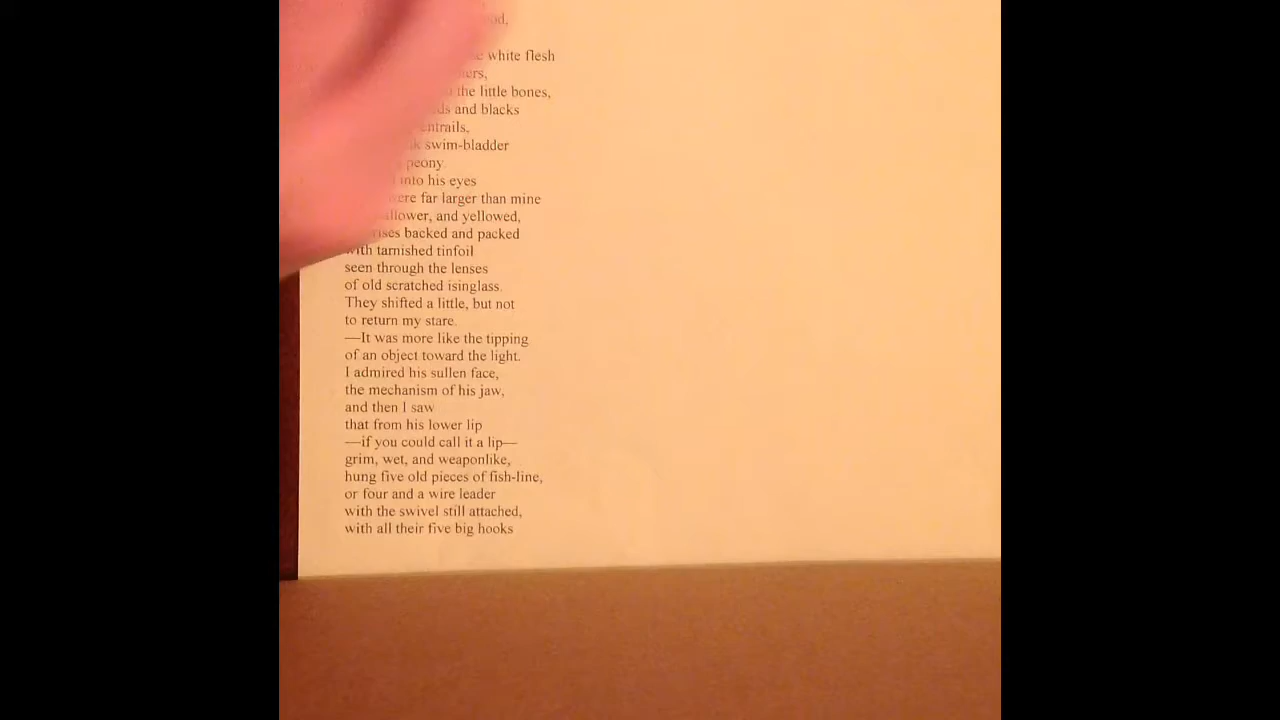 white flesh
the little bones,
and blacks
entrails,
swim-bladder
peony.
into his eyes
were far larger than mine
and yellowed,
backed and packed
with tarnished tinfoil
seen through the lenses
of old scratched isinglass.
They shifted a little, but not
to return my stare.
—It was more like the tipping
of an object toward the light.
I admired his sullen face,
the mechanism of his jaw,
and then I saw
that from his lower lip
—if you could call it a lip—
grim, wet, and weaponlike,
hung five old pieces of fish-line,
or four and a wire leader
with the swivel still attached,
with all their five big hooks